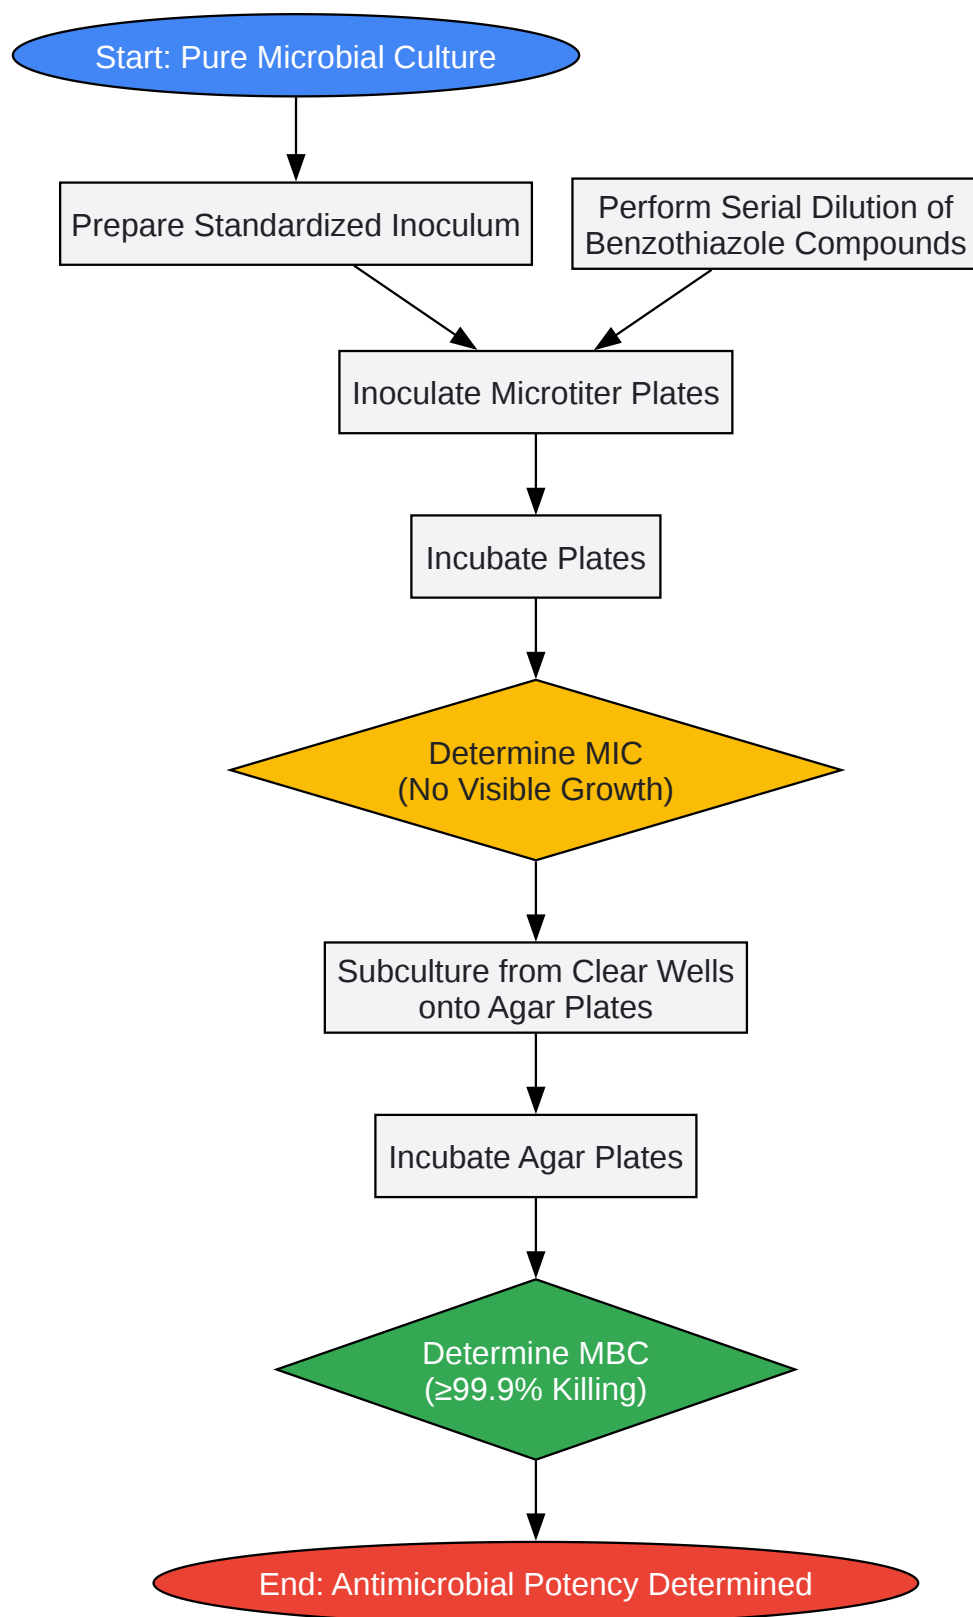 Start: Pure Microbial Culture
Prepare Standardized Inoculum
Perform Serial Dilution of
Benzothiazole Compounds
Inoculate Microtiter Plates
Incubate Plates
Determine MIC
(No Visible Growth)
Subculture from Clear Wells
onto Agar Plates
Incubate Agar Plates
Determine MBC
(≥99.9% Killing)
End: Antimicrobial Potency Determined